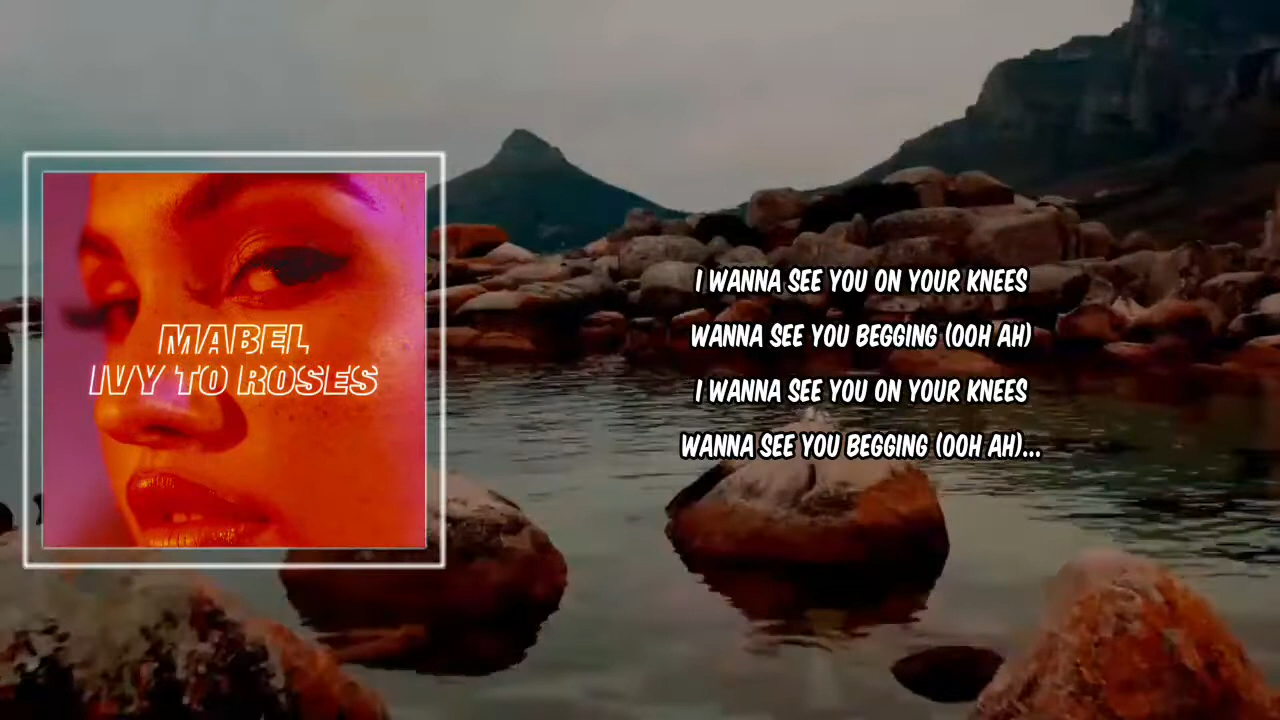 MABEL
IVY TO ROSES
I WANNA SEE YOU ON YOUR KNEES
WANNA SEE YOU BEGGING (OOH AH)
I WANNA SEE YOU ON YOUR KNEES
WANNA SEE YOU BEGGING (OOH AH)...